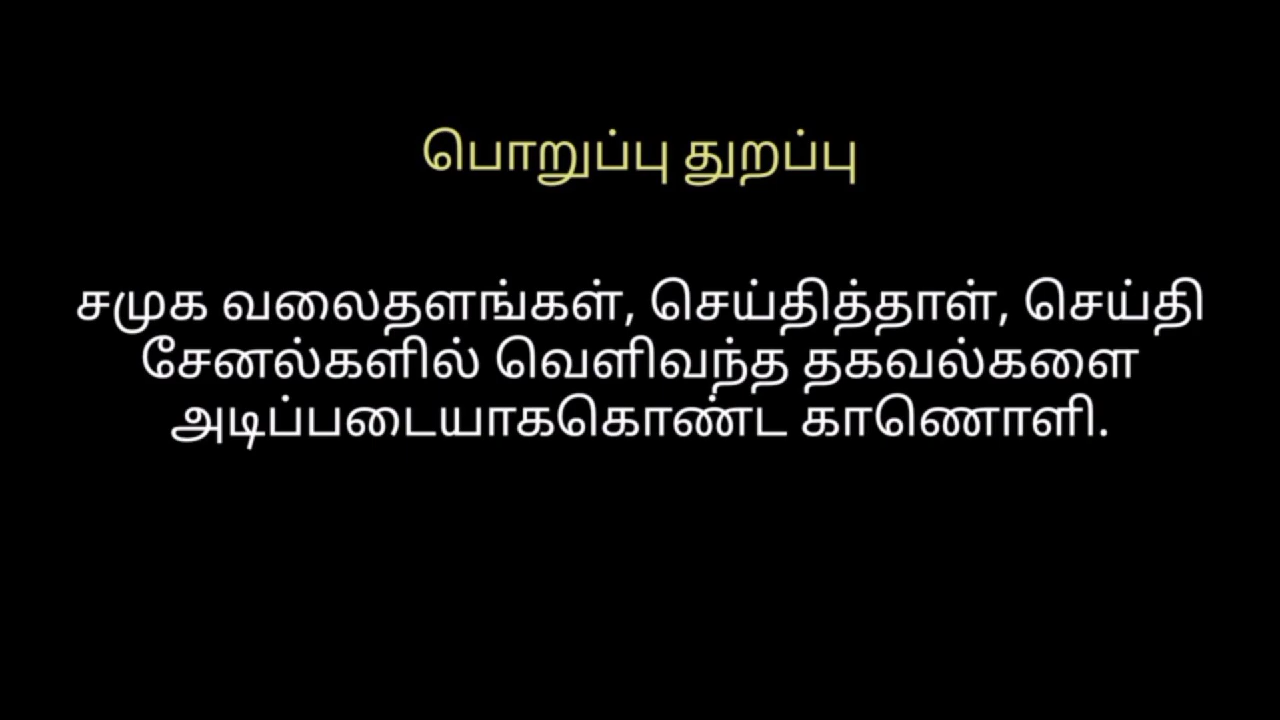 பொறுப்பு துறப்பு
சமுக வலைதளங்கள், செய்தித்தாள், செய்தி
சேனல்களில் வெளிவந்த தகவல்களை
அடிப்படையாககொண்ட காணொளி.